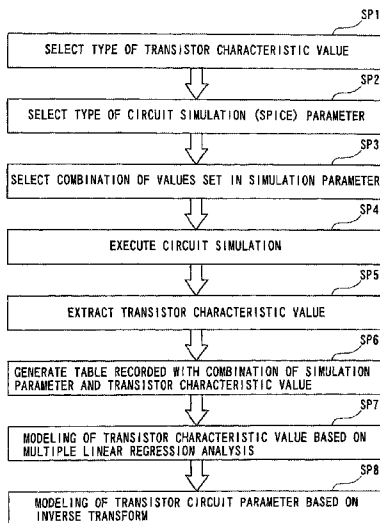 SP1
SELECT TYPE OF TRANSISTOR CHARACTERISTIC VALUE
SP2
SELECT TYPE OF CIRCUIT SIMULATION (SPICE) PARAMETER
SP3
SELECT COMBINATION OF VALUES SET IN SIMULATION PARAMETER
SP4
EXECUTE CIRCUIT SIMULATION
SP5
EXTRACT TRANSISTOR CHARACTERISTIC VALUE
SP6
GENERATE TABLE RECORDED WITH COMBINATION OF SIMULATION
PARAMETER AND TRANSISTOR CHARACTERISTIC VALUE
SP7
MODELING OF TRANSISTOR CHARACTERISTIC VALUE BASED ON
MULTIPLE LINEAR REGRESSION ANALYSIS
SP8
MODELING OF TRANSISTOR CIRCUIT PARAMETER BASED ON
INVERSE TRANSFORM